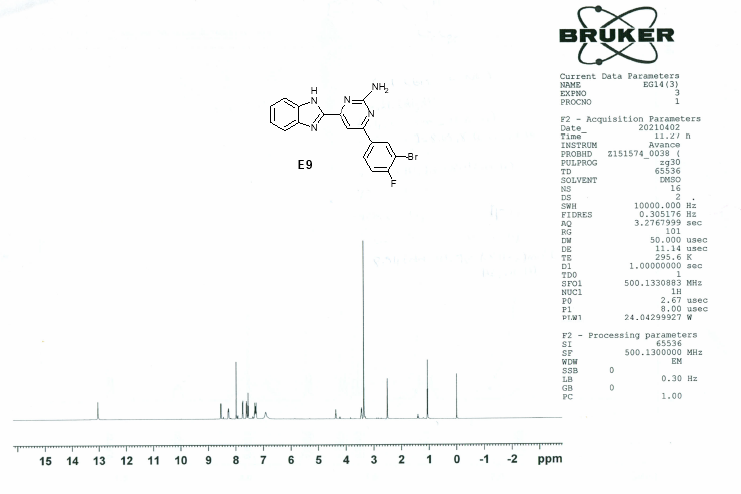 BRUKER
Current Data Parameters
NAME EG14(3)
EXPNO 3
PROCNO 1
F2 - Acquisition Parameters
Date_ 20210402
Time 11.27 h
INSTRUM Avance
PROBHD Z151574_0038 (
PULPROG zg30
TD 65536
SOLVENT DMSO
NS 16
DS 2
SWH 10000.000 Hz
FIDRES 0.305176 Hz
AQ 3.2767999 sec
RG 101
DW 50.000 usec
DE 11.14 usec
TE 295.6 K
D1 1.00000000 sec
TD0 1
SFO1 500.1330883 MHz
NUC1 1H
P0 2.67 usec
P1 8.00 usec
PLW1 24.04299927 W
F2 - Processing parameters
SI 65536
SF 500.1300000 MHz
WDW EM
SSB 0
LB 0.30 Hz
GB 0
PC 1.00
H
N
N
NH2
N
N
Br
F
E9
15 14 13 12 11 10 9 8 7 6 5 4 3 2 1 0 -1 -2 ppm